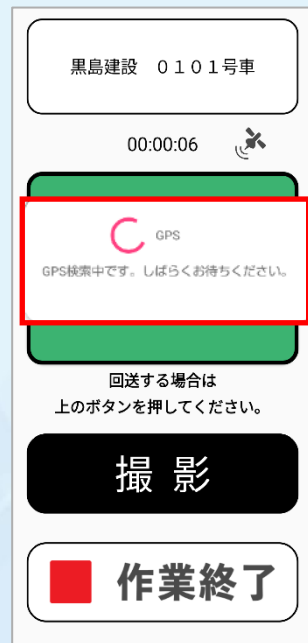 黒島建設　０１０１号車
00:00:06
GPS
GPS検索中です。しばらくお待ちください。
回送する場合は
上のボタンを押してください。
撮 影
作業終了